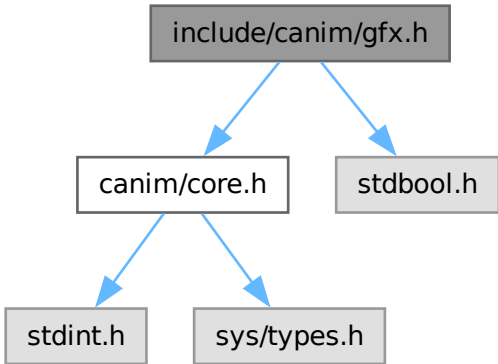 include/canim/gfx.h
canim/core.h
stdbool.h
stdint.h
sys/types.h